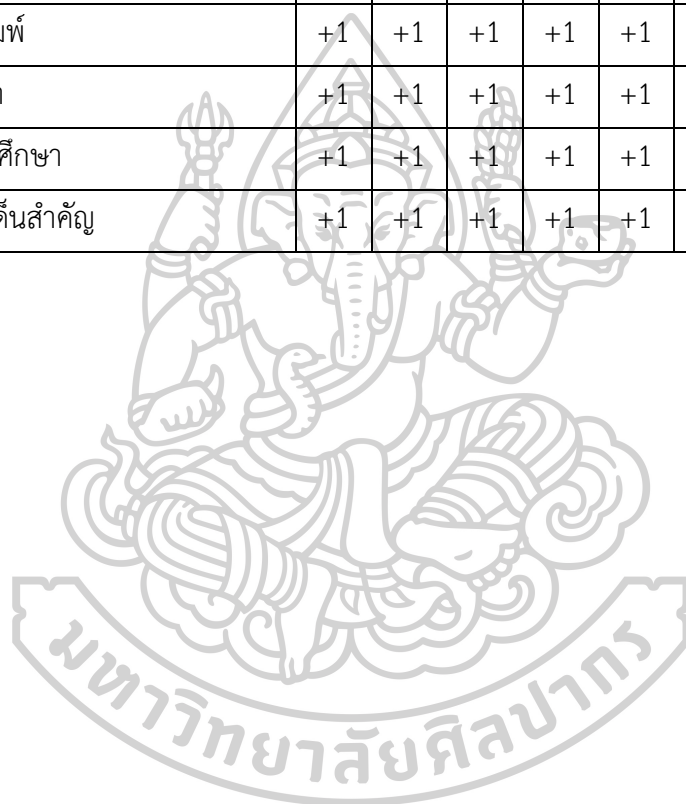 มพ์ +1 +1 +1 +1 +1
+1 +1 +1 +1 +1
ศึกษา +1 +1 +1 +1 +1
ด็นสำคัญ +1 +1 +1 +1 +1
มหาวิทยาลัยศิลปากร